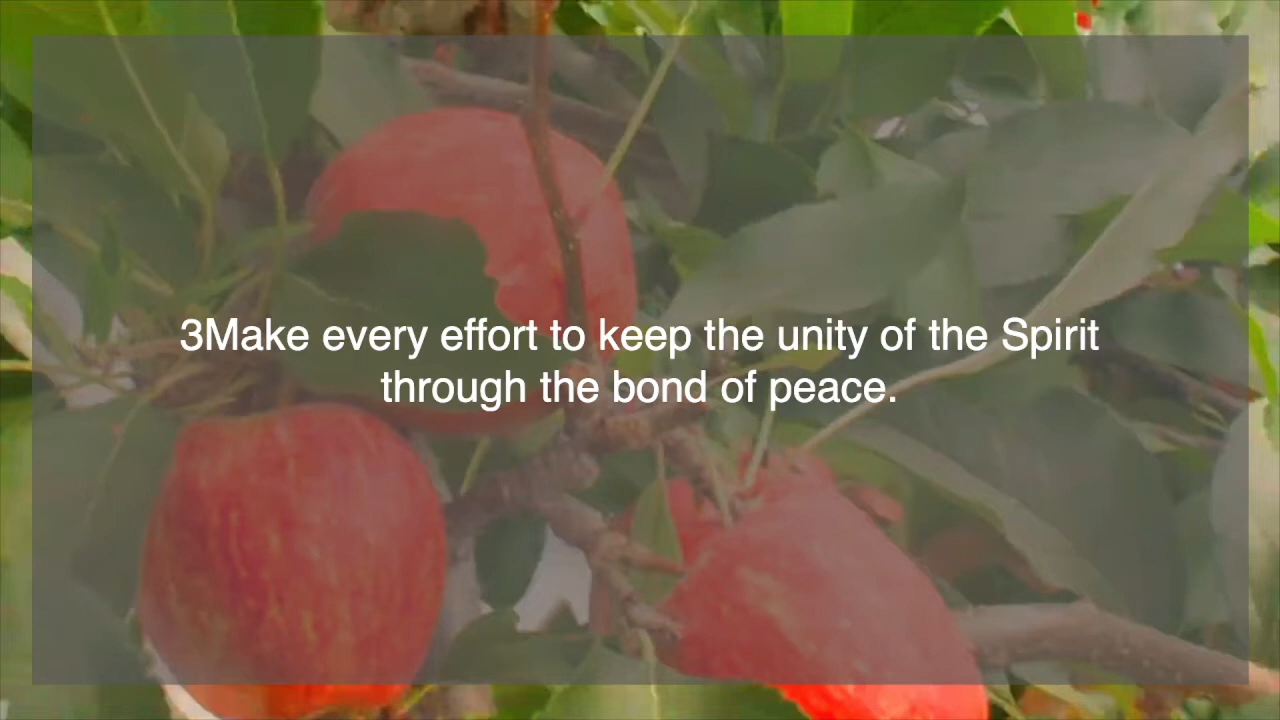 3Make every effort to keep the unity of the Spirit
through the bond of peace.